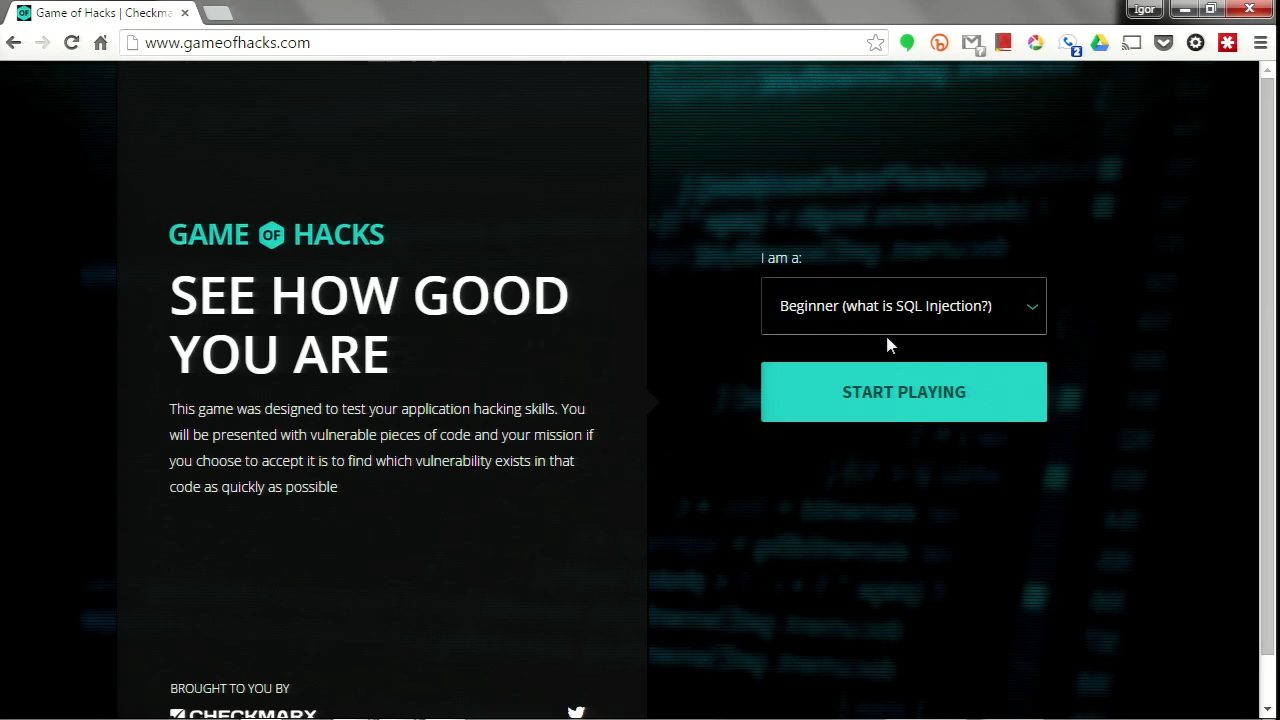 Game of Hacks | Checkma
Igor
www.gameofhacks.com
2
GAME OF HACKS
SEE HOW GOOD
YOU ARE
This game was designed to test your application hacking skills. You
will be presented with vulnerable pieces of code and your mission if
you choose to accept it is to find which vulnerability exists in that
code as quickly as possible
I am a:
Beginner (what is SQL Injection?)
START PLAYING
BROUGHT TO YOU BY
CHECKMARX